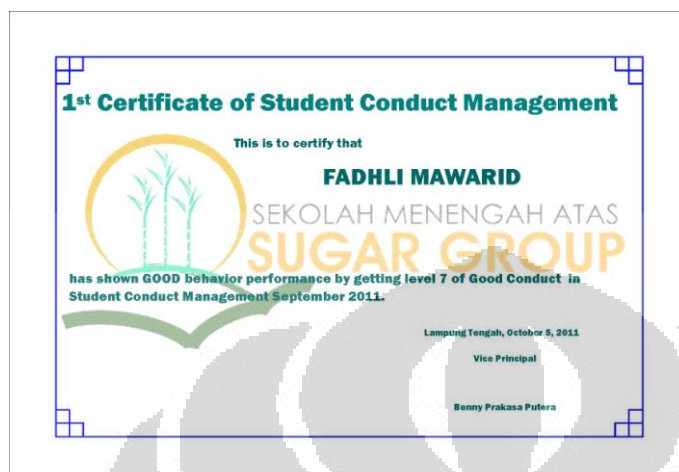 1st Certificate of Student Conduct Management
This is to certify that
FADHLI MAWARID
SEKOLAH MENENGAH ATAS
SUGAR GROUP
has shown GOOD behavior performance by getting level 7 of Good Conduct in
Student Conduct Management September 2011.
Lampung Tengah, October 5, 2011
Vice Principal
Benny Prakasa Putera